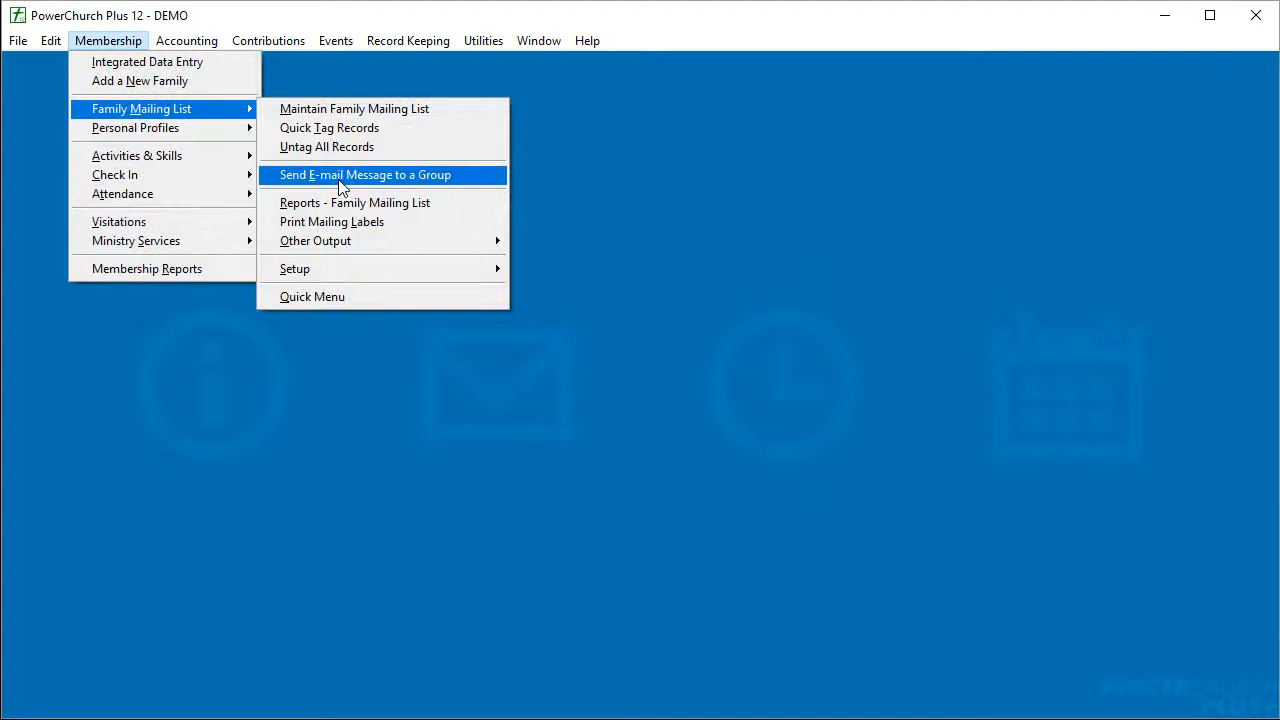 PowerChurch Plus 12 - DEMO
File Edit Membership Accounting Contributions Events Record Keeping Utilities Window Help
Integrated Data Entry
Add a New Family
Family Mailing List
Personal Profiles
Activities & Skills
Check In
Attendance
Visitations
Ministry Services
Membership Reports
Maintain Family Mailing List
Quick Tag Records
Untag All Records
Send E-mail Message to a Group
Reports - Family Mailing List
Print Mailing Labels
Other Output
Setup
Quick Menu